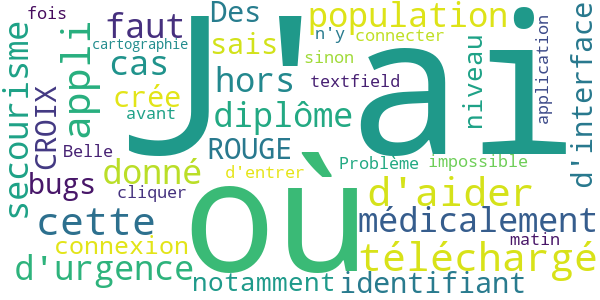 fois
cartographie
secourisme
appli
faut
cas
crée
avant
CROIX
Belle
bugs
donné
cliquer
cette
connexion
d'urgence
J'ai
où
Des
sais
hors
diplôme
ROUGE
d'entrer
notamment
population
n'y
connecter
sinon
textfield
Problème
impossible
d'aider
médicalement
matin
téléchargé
identifiant
niveau
application
d'interface